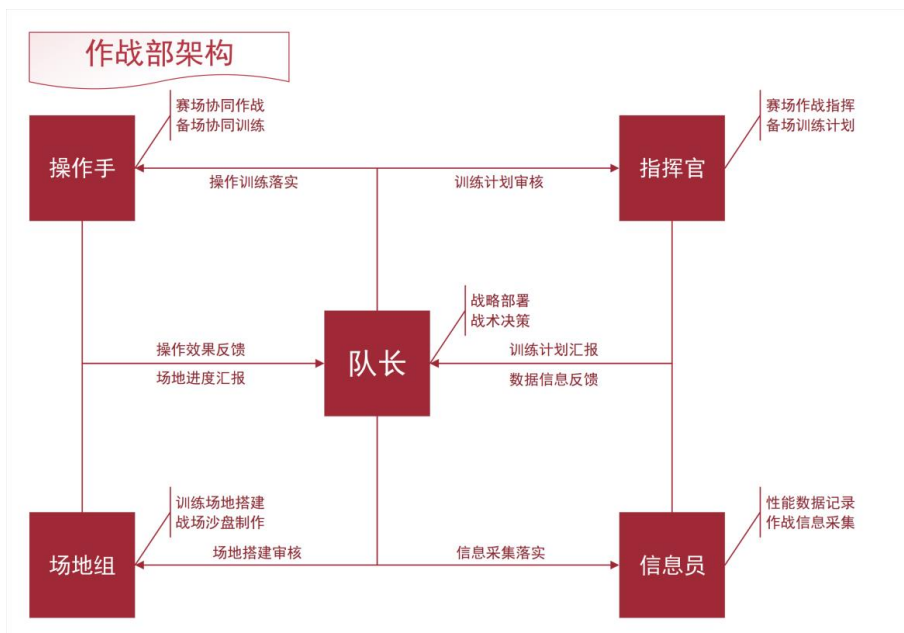 作战部架构
赛场协同作战
备场协同训练
赛场作战指挥
备场训练计划
操作手
指挥官
操作训练落实
训练计划审核
战略部署
战术决策
操作效果反馈
训练计划汇报
队长
场地进度汇报
数据信息反馈
训练场地搭建
战场沙盘制作
性能数据记录
作战信息采集
场地搭建审核
信息采集落实
场地组
信息员